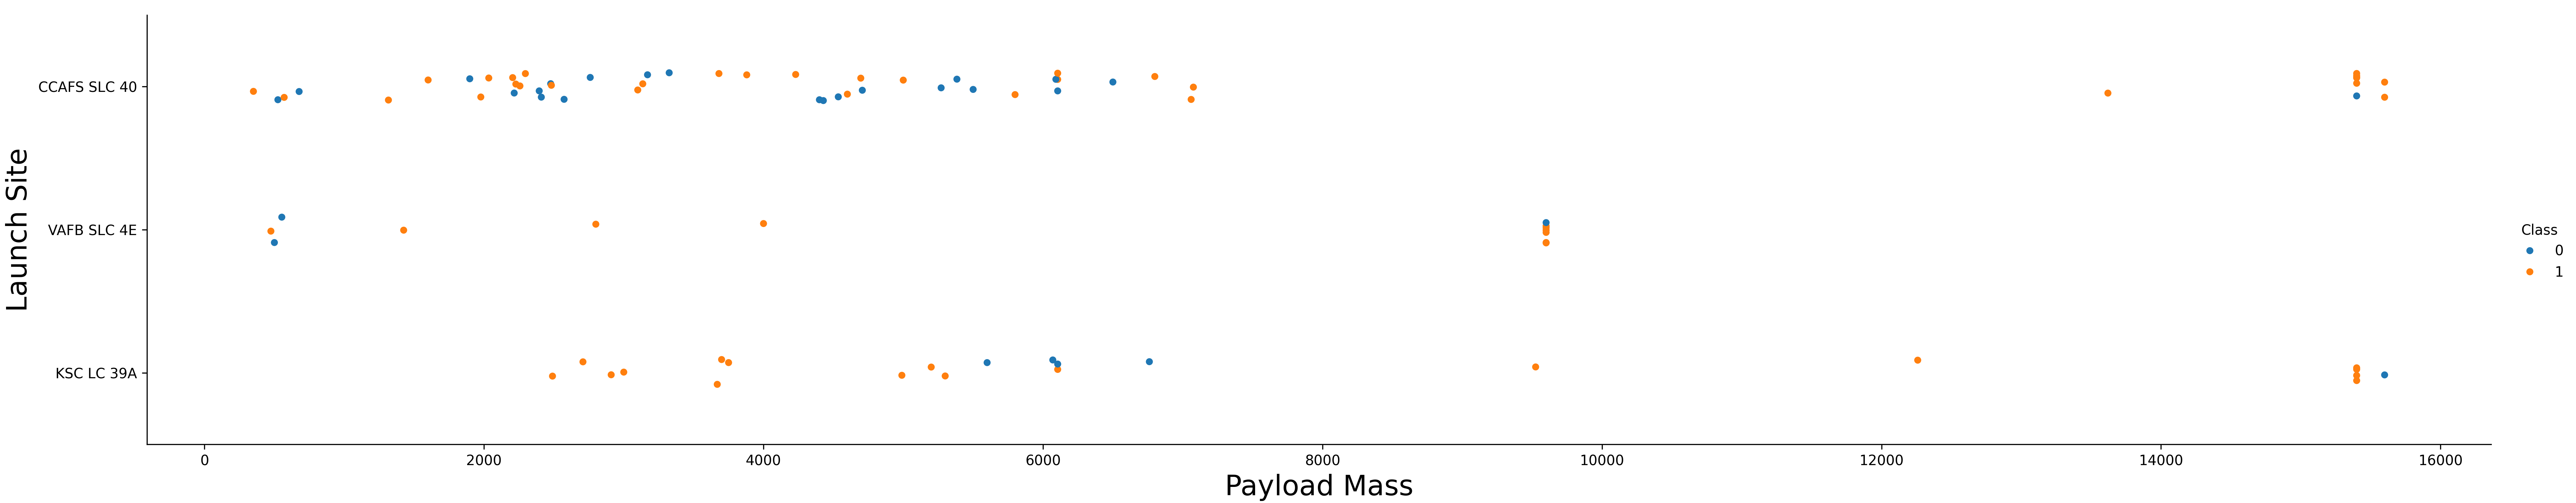 Launch Site
CCAFS SLC 40
VAFB SLC 4E
KSC LC 39A
0 2000 4000 6000 8000 10000 12000 14000 16000
Payload Mass
Class
0
1